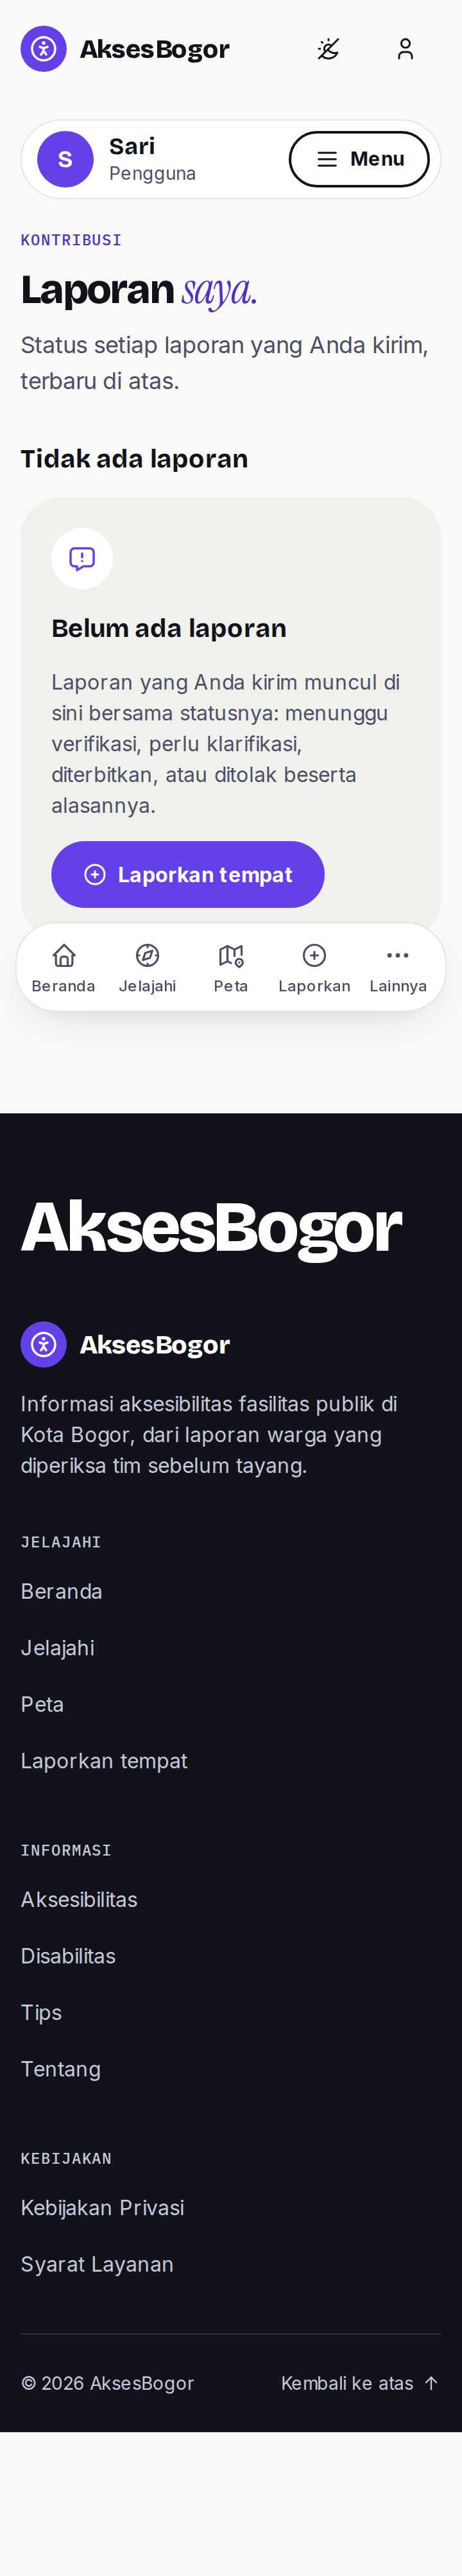 AksesBogor
S
Sari
Pengguna
Menu
KONTRIBUSI
Laporan saya.
Status setiap laporan yang Anda kirim,
terbaru di atas.
Tidak ada laporan
Belum ada laporan
Laporan yang Anda kirim muncul di
sini bersama statusnya: menunggu
verifikasi, perlu klarifikasi,
diterbitkan, atau ditolak beserta
alasannya.
Laporkan tempat
Beranda Jelajahi Peta Laporkan Lainnya
AksesBogor
AksesBogor
Informasi aksesibilitas fasilitas publik di
Kota Bogor, dari laporan warga yang
diperiksa tim sebelum tayang.
JELAJAHI
Beranda
Jelajahi
Peta
Laporkan tempat
INFORMASI
Aksesibilitas
Disabilitas
Tips
Tentang
KEBIJAKAN
Kebijakan Privasi
Syarat Layanan
© 2026 AksesBogor Kembali ke atas ↑